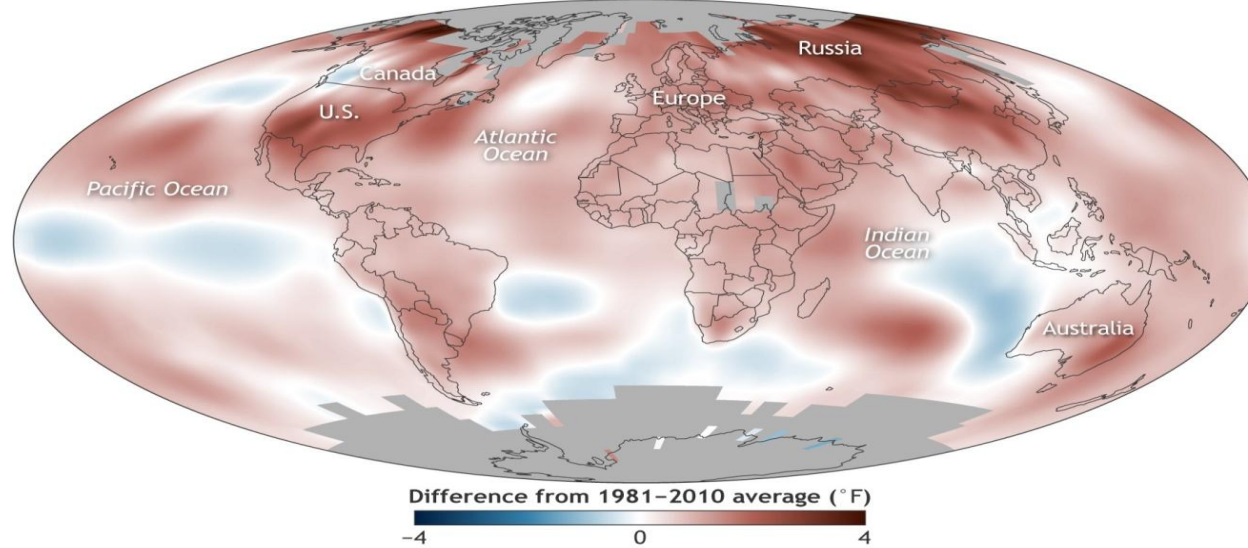 Russia
Canada
U.S.
Europe
Atlantic
Ocean
Pacific Ocean
Indian
Ocean
Australia
Difference from 1981–2010 average (°F)
−4 0 4